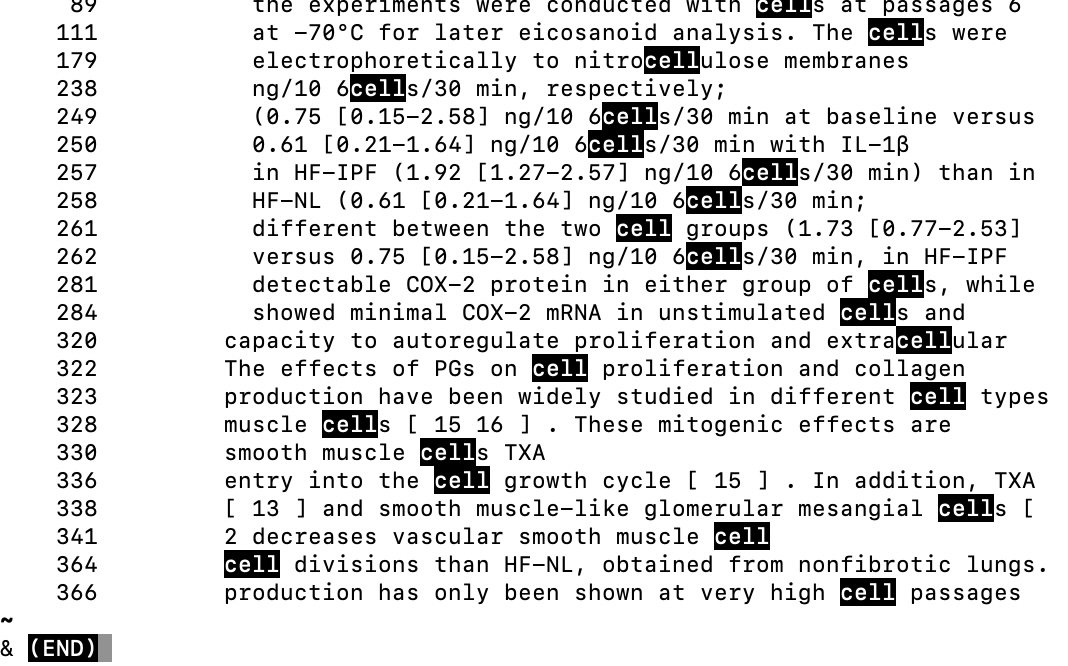 89 the experiments were conducted with cells at passages 6
111 at -70°C for later eicosanoid analysis. The cells were
179 electrophoretically to nitrocellulose membranes
238 ng/10 6cells/30 min, respectively;
249 (0.75 [0.15-2.58] ng/10 6cells/30 min at baseline versus
250 0.61 [0.21-1.64] ng/10 6cells/30 min with IL-1β
257 in HF-IPF (1.92 [1.27-2.57] ng/10 6cells/30 min) than in
258 HF-NL (0.61 [0.21-1.64] ng/10 6cells/30 min;
261 different between the two cell groups (1.73 [0.77-2.53]
262 versus 0.75 [0.15-2.58] ng/10 6cells/30 min, in HF-IPF
281 detectable COX-2 protein in either group of cells, while
284 showed minimal COX-2 mRNA in unstimulated cells and
320 capacity to autoregulate proliferation and extracellular
322 The effects of PGs on cell proliferation and collagen
323 production have been widely studied in different cell types
328 muscle cells [ 15 16 ] . These mitogenic effects are
330 smooth muscle cells TXA
336 entry into the cell growth cycle [ 15 ] . In addition, TXA
338 [ 13 ] and smooth muscle-like glomerular mesangial cells [
341 2 decreases vascular smooth muscle cell
364 cell divisions than HF-NL, obtained from nonfibrotic lungs.
366 production has only been shown at very high cell passages
~
& (END)